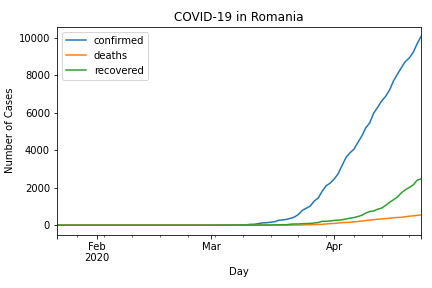 COVID-19 in Romania
confirmed
deaths
recovered
Number of Cases
10000
8000
6000
4000
2000
0
Feb
2020
Mar
Apr
Day